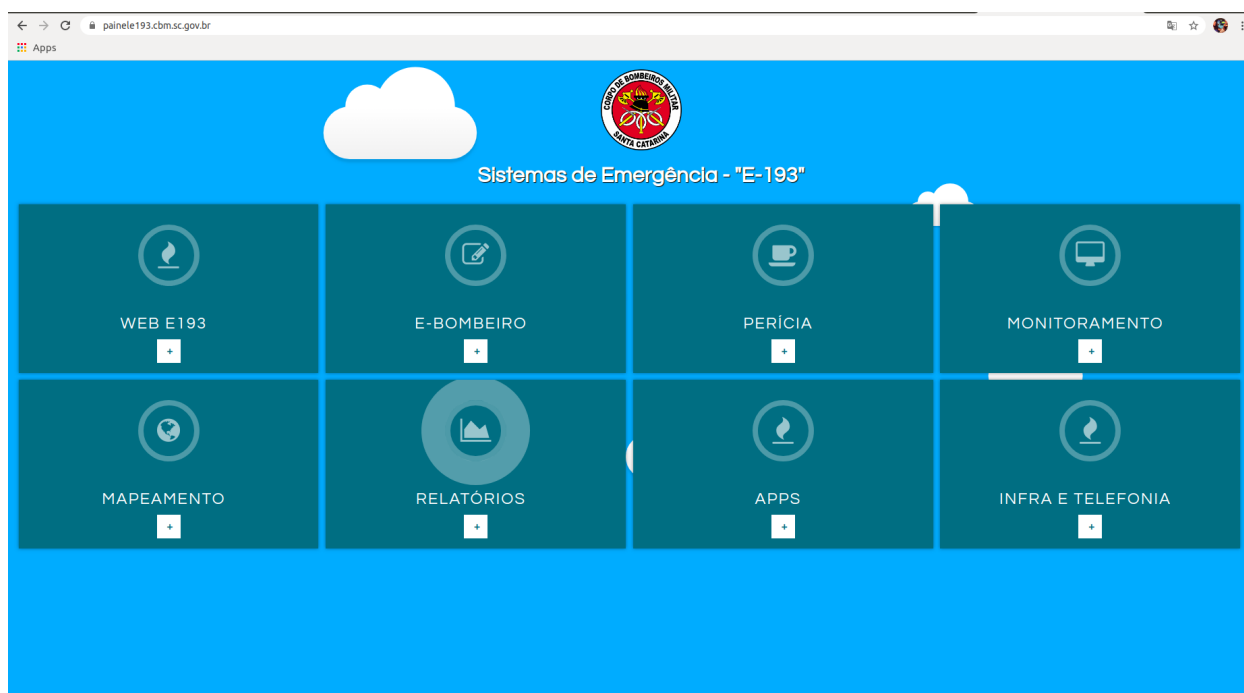 painele193.cbm.sc.gov.br
Apps
CORPO DE BOMBEIROS MILITAR
SANTA CATARINA
Sistemas de Emergência - "E-193"
WEB E193
+
E-BOMBEIRO
+
PERÍCIA
+
MONITORAMENTO
+
MAPEAMENTO
+
RELATÓRIOS
+
APPS
+
INFRA E TELEFONIA
+